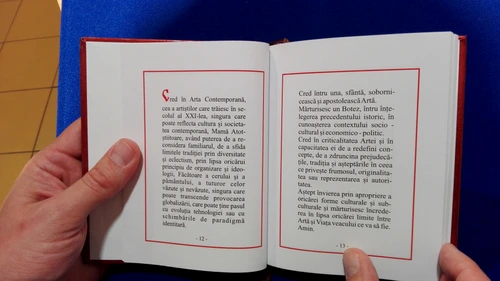 Cred în Arta Contemporană,
cea a artiștilor care trăiesc în se-
colul al XXI-lea, singura care
poate reflecta cultura și societa-
tea contemporană, Mamă Atot-
știitoare, având puterea de a re-
considera familiarul, de a sfida
limitele tradiției prin diversitate
și eclectism, prin lipsa oricărui
principiu de organizare și ideo-
logii, Făcătoare a cerului și a
pământului, a tuturor celor
văzute și nevăzute, singura care
poate transcende provocarea
globalizării, care poate ține pasul
cu evoluția tehnologiei sau cu
schimbările de paradigmă
identitară.
- 12 -
Cred întru una, sfântă, soborni-
cească și apostolească Artă.
Mărturisesc un Botez, întru înțe-
legerea precedentului istoric, în
cunoașterea contextului socio -
cultural și economico - politic.
Cred în criticalitatea Artei și în
capacitatea ei de a redefini con-
cepte, de a zdruncina prejudecă-
țile, tradiția și așteptările în ceea
ce privește frumosul, originalita-
tea sau reprezentarea și autori-
tatea.
Aștept învierea prin apropriere a
oricărei forme culturale și sub-
culturale și mărturisesc încrede-
rea în lipsa oricărei limite între
Artă și Viața veacului ce va să fie.
Amin.
- 13 -